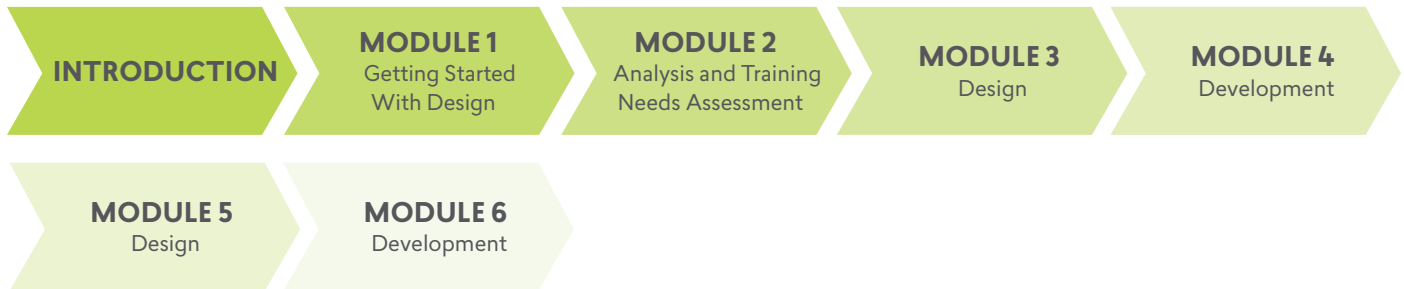 INTRODUCTION
MODULE 1
Getting Started
With Design
MODULE 2
Analysis and Training
Needs Assessment
MODULE 3
Design
MODULE 4
Development
MODULE 5
Design
MODULE 6
Development